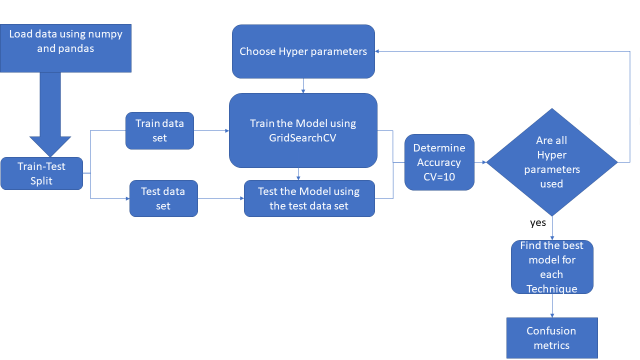 Load data using numpy
and pandas
Choose Hyper parameters
Train data
set
Train the Model using
GridSearchCV
Train-Test
Split
Test data
set
Test the Model using
the test data set
Determine
Accuracy
CV=10
Are all
Hyper
parameters
used
yes
Find the best
model for
each
Technique
Confusion
metrics